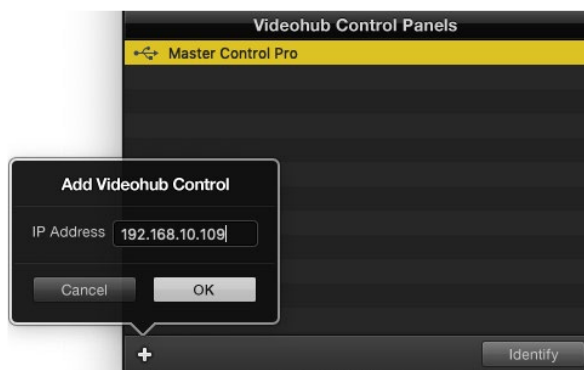 Videohub Control Panels
Master Control Pro
Add Videohub Control
IP Address 192.168.10.109
Cancel OK
+
Identify